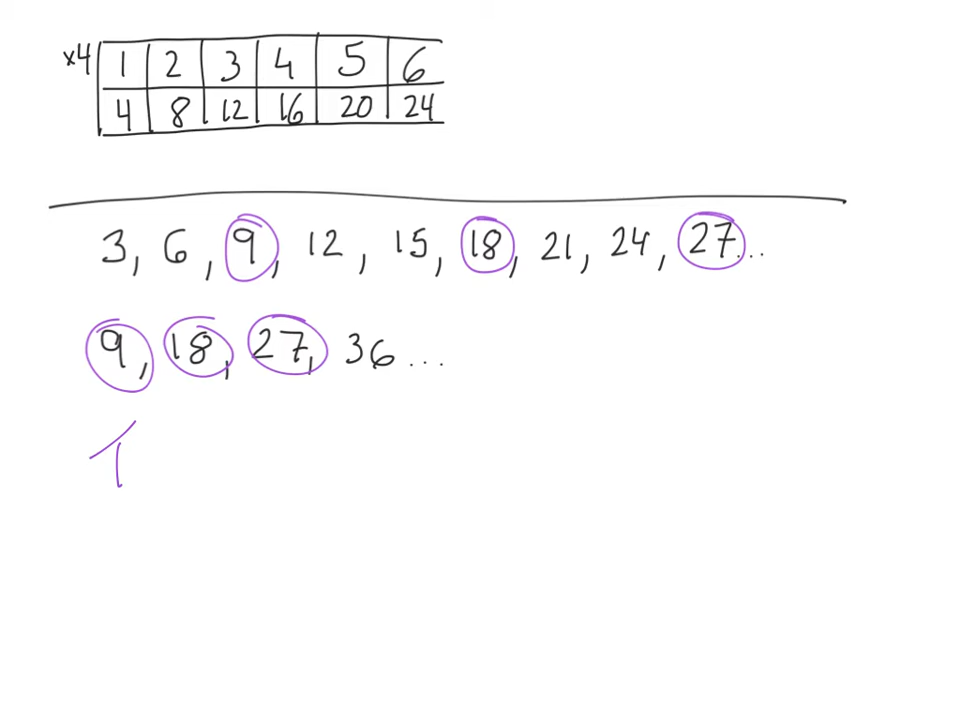 x4 1 2 3 4 5 6
4 8 12 16 20 24
3, 6, 9, 12, 15, 18, 21, 24, 27...
9, 18, 27, 36...
T